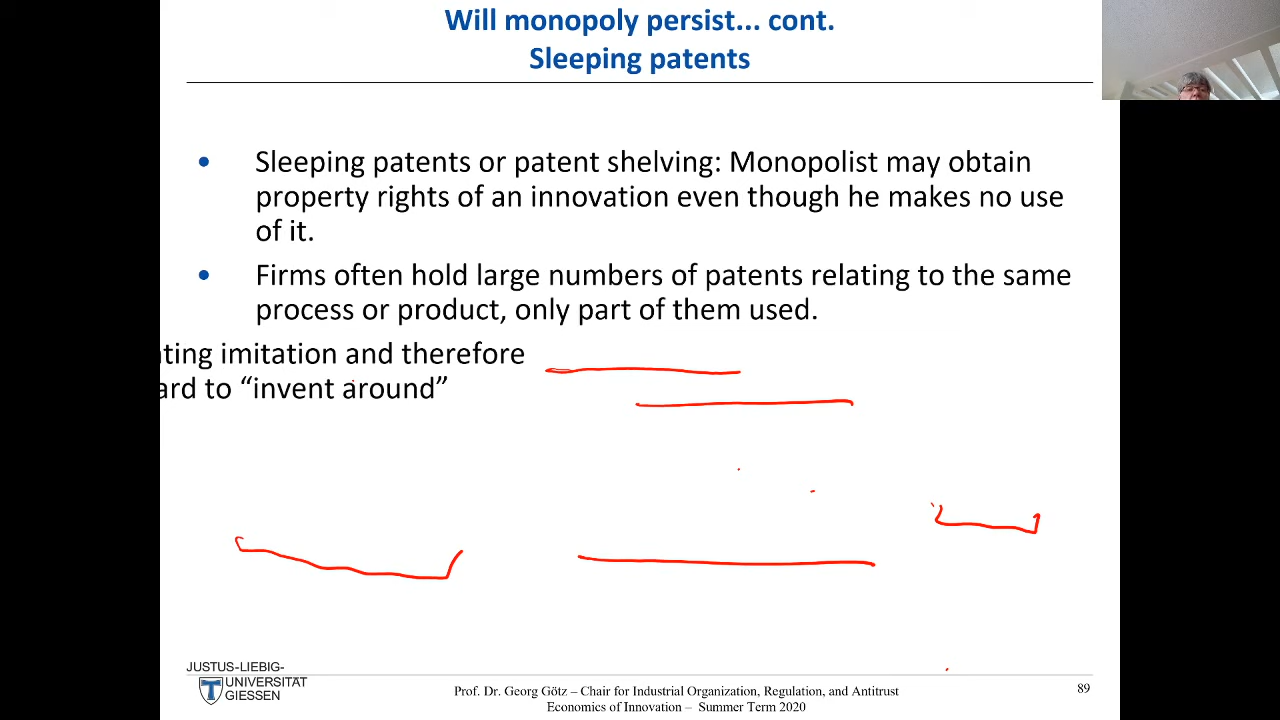 Will monopoly persist... cont.
Sleeping patents
• Sleeping patents or patent shelving: Monopolist may obtain
property rights of an innovation even though he makes no use
of it.
• Firms often hold large numbers of patents relating to the same
process or product, only part of them used.
imitation and therefore
to “invent around”
JUSTUS-LIEBIG-
UNIVERSITÄT
GIESSEN
Prof. Dr. Georg Götz – Chair for Industrial Organization, Regulation, and Antitrust
Economics of Innovation – Summer Term 2020
89